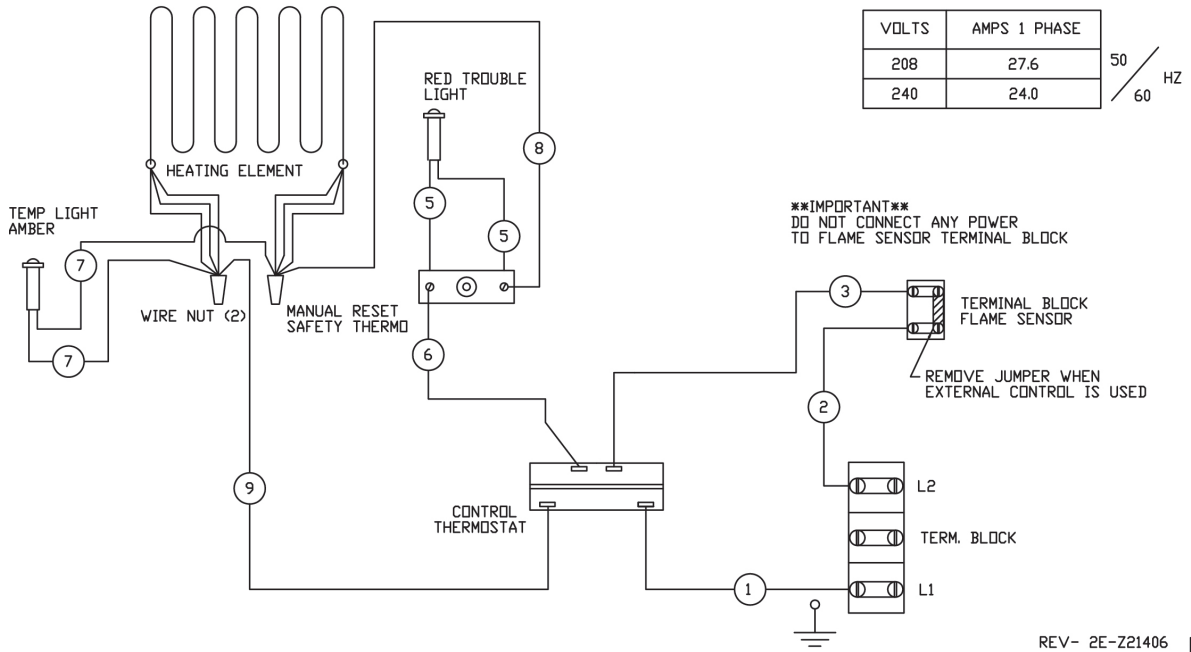 VOLTS AMPS 1 PHASE
208 27.6
240 24.0
50
/
60
HZ
RED TROUBLE
LIGHT
8
HEATING ELEMENT
5
5
TEMP LIGHT
AMBER
7
7
WIRE NUT (2)
MANUAL RESET
SAFETY THERMO
**IMPORTANT**
DO NOT CONNECT ANY POWER
TO FLAME SENSOR TERMINAL BLOCK
3
TERMINAL BLOCK
FLAME SENSOR
REMOVE JUMPER WHEN
EXTERNAL CONTROL IS USED
6
2
9
CONTROL
THERMOSTAT
L2
TERM. BLOCK
L1
1
REV- 2E-Z21406